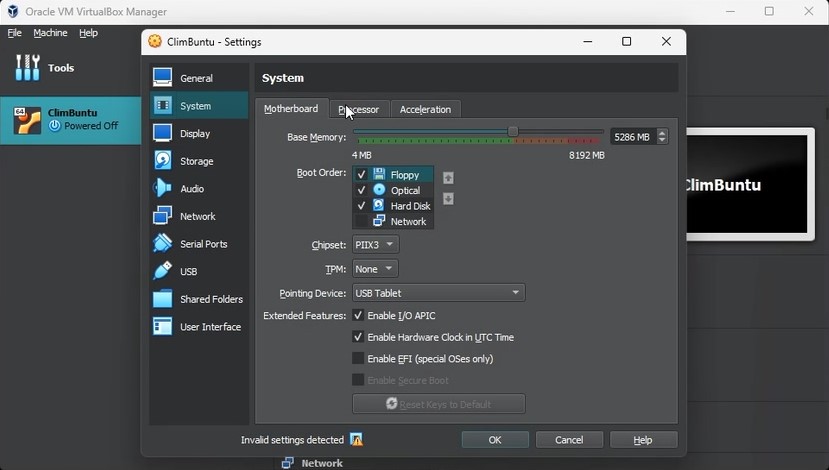 Oracle VM VirtualBox Manager
File Machine Help
ClimBuntu - Settings
Tools
64
ClimBuntu
Powered Off
General
System
Display
Storage
Audio
Network
Serial Ports
USB
Shared Folders
User Interface
System
Motherboard Processor Acceleration
Base Memory: 5286 MB
4 MB 8192 MB
Boot Order: Floppy
Optical
Hard Disk
Network
Chipset: PIIX3
TPM: None
Pointing Device: USB Tablet
Extended Features: Enable I/O APIC
Enable Hardware Clock in UTC Time
Enable EFI (special OSes only)
Enable Secure Boot
Reset Keys to Default
Invalid settings detected OK Cancel Help
ClimBuntu
Network